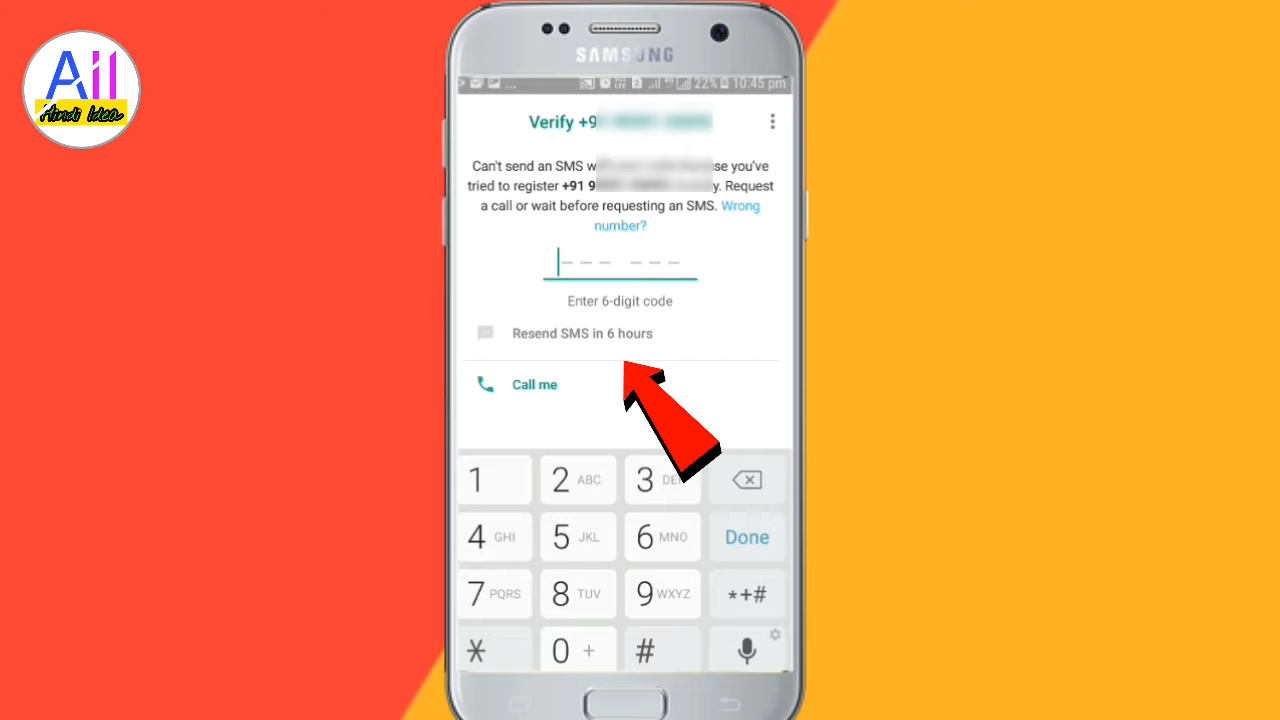 Ail
Hindi Idea
SAMSUNG
... 2 22% 10:45 pm
Verify +9
Can't send an SMS w se you've
tried to register +91 9 y. Request
a call or wait before requesting an SMS. Wrong
number?
Enter 6-digit code
Resend SMS in 6 hours
Call me
1 2 ABC 3 DEF
4 GHI 5 JKL 6 MNO Done
7 PQRS 8 TUV 9 WXYZ *+#
* 0 + #